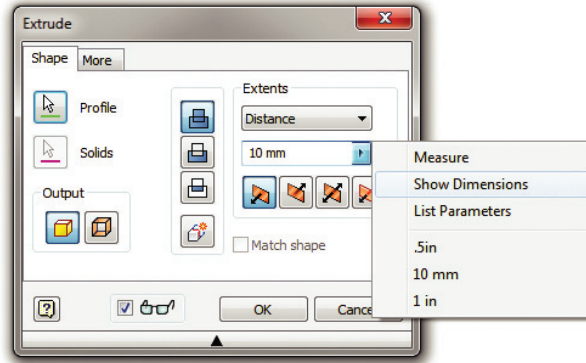 Extrude
Shape More
Extents
Profile
Distance
Solids
10 mm
Measure
Show Dimensions
Output
List Parameters
Match shape
.5in
10 mm
OK
1 in